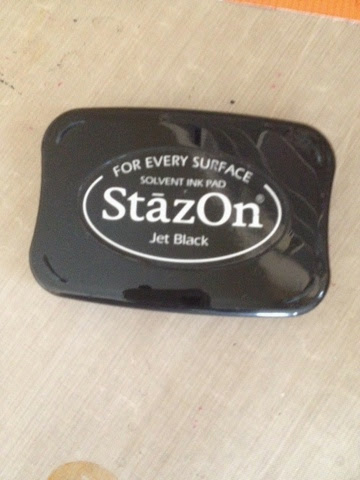 FOR EVERY SURFACE
SOLVENT INK PAD
StāzOn®
Jet Black